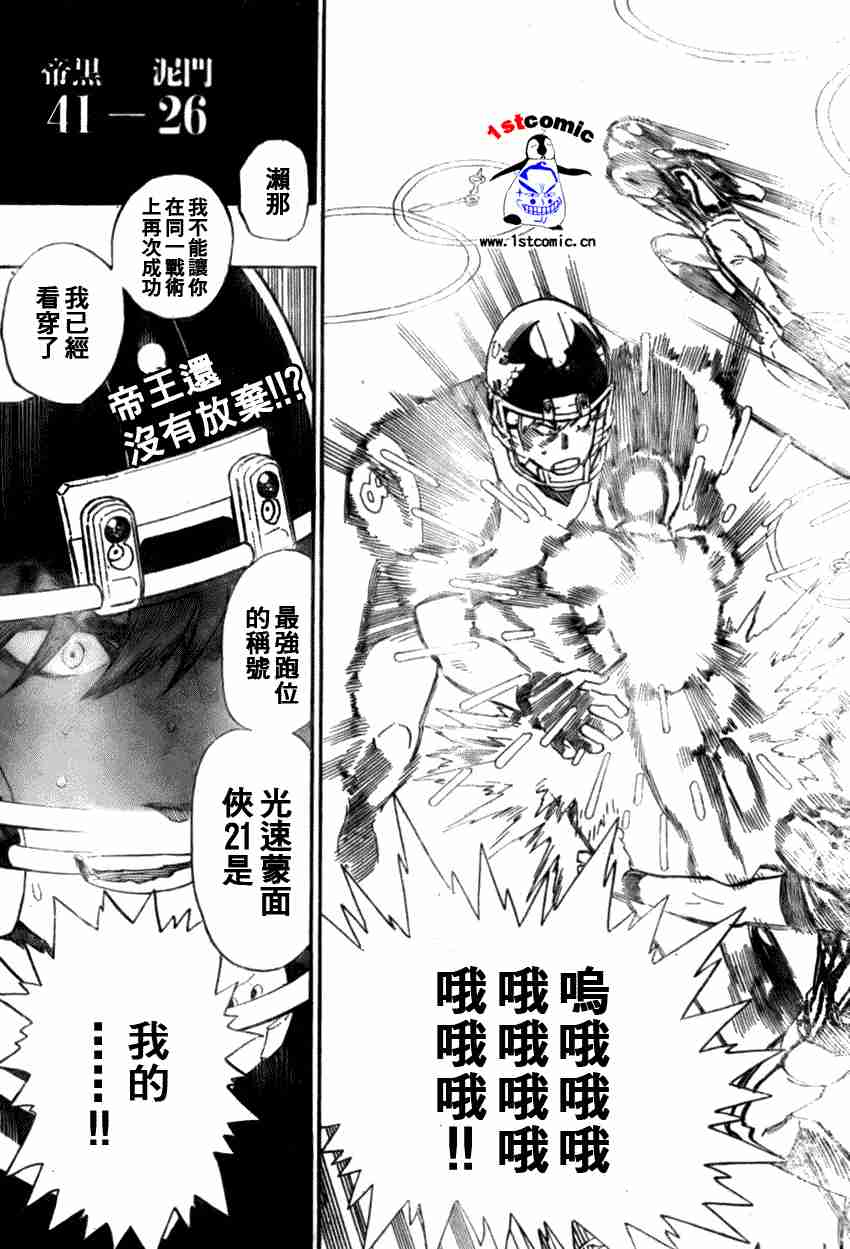 1stcomic
www.1stcomic.cn
嗚哦哦哦
哦哦哦哦
哦哦哦!!
帝黒 泥門
41—26
瀨那
我不能讓你
在同一戰術
上再次成功
我已經
看穿了
帝王還
沒有放棄!!?
最強跑位
的稱號
光速蒙面
俠21是
我的
……!!